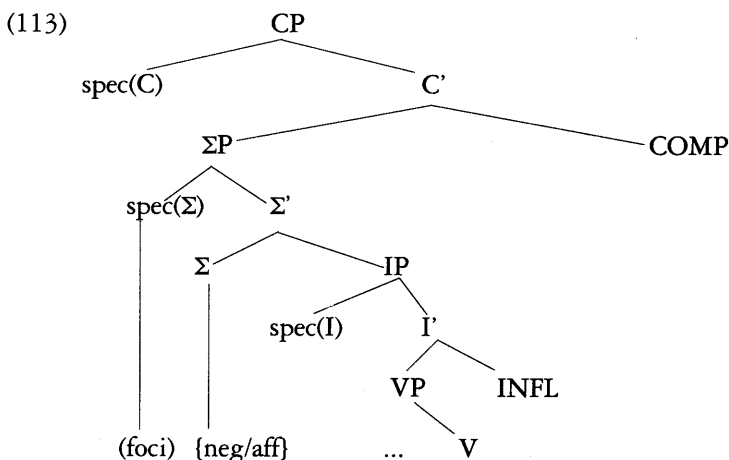 (113) CP
spec(C) C'
ΣP COMP
spec(Σ) Σ'
Σ IP
spec(I) I'
VP INFL
(foci) {neg/aff} ... V